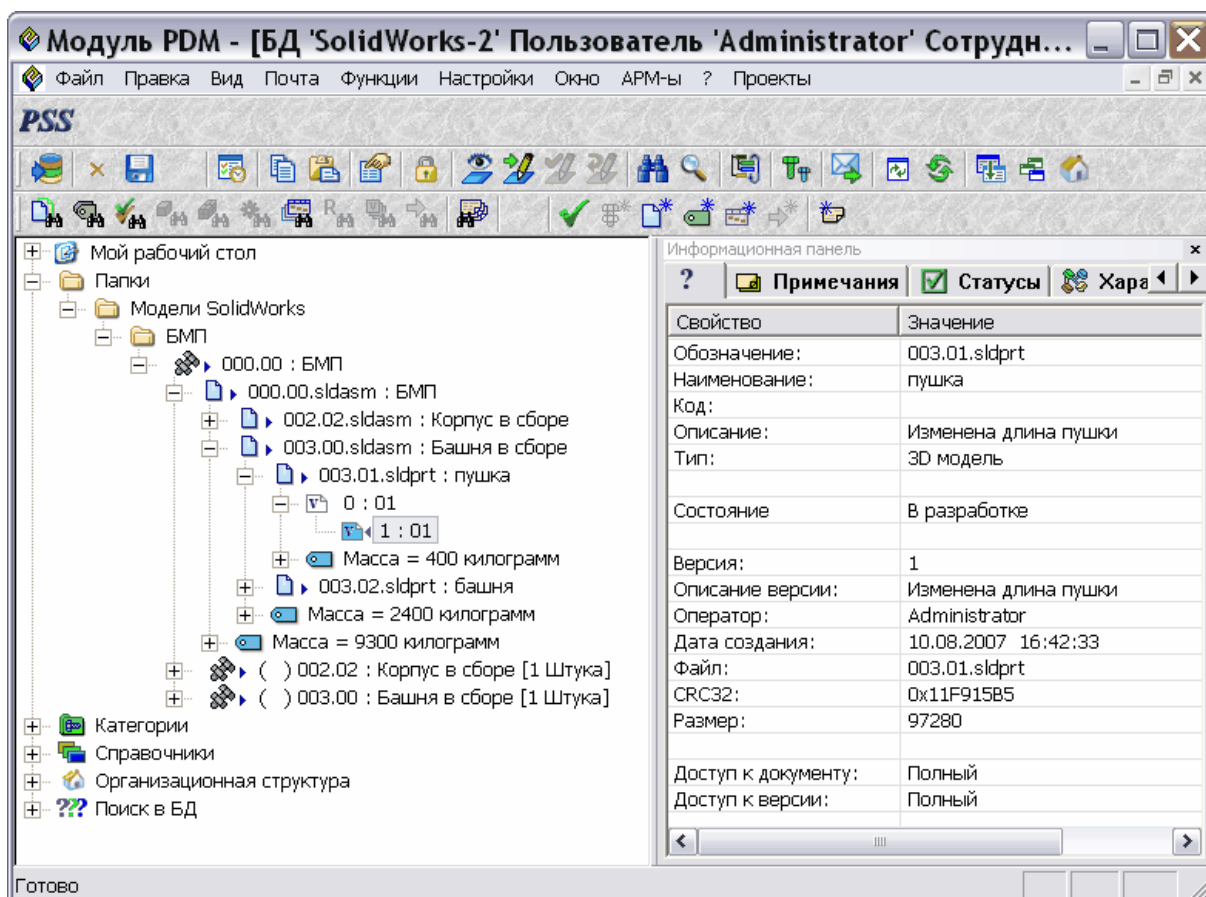 Модуль PDM - [БД 'SolidWorks-2' Пользователь 'Administrator' Сотрудн...
Файл Правка Вид Почта Функции Настройки Окно АРМ-ы ? Проекты
PSS
Мой рабочий стол
Папки
Модели SolidWorks
БМП
000.00 : БМП
000.00.sldasm : БМП
002.02.sldasm : Корпус в сборе
003.00.sldasm : Башня в сборе
003.01.sldprt : пушка
0 : 01
1 : 01
Масса = 400 килограмм
003.02.sldprt : башня
Масса = 2400 килограмм
Масса = 9300 килограмм
( ) 002.02 : Корпус в сборе [1 Штука]
( ) 003.00 : Башня в сборе [1 Штука]
Категории
Справочники
Организационная структура
??? Поиск в БД
Информационная панель
? Примечания Статусы Хара
Свойство Значение
Обозначение: 003.01.sldprt
Наименование: пушка
Код:
Описание: Изменена длина пушки
Тип: 3D модель
Состояние В разработке
Версия: 1
Описание версии: Изменена длина пушки
Оператор: Administrator
Дата создания: 10.08.2007 16:42:33
Файл: 003.01.sldprt
CRC32: 0x11F915B5
Размер: 97280
Доступ к документу: Полный
Доступ к версии: Полный
Готово